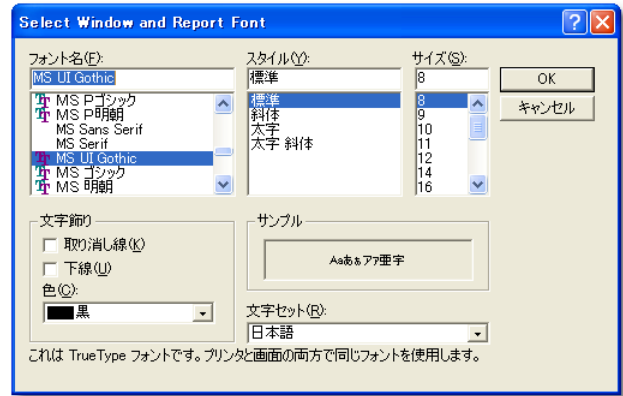 Select Window and Report Font
フォント名(F):
MS UI Gothic
MS Pゴシック
MS P明朝
MS Sans Serif
MS Serif
MS UI Gothic
MS ゴシック
MS 明朝
スタイル(Y):
標準
標準
斜体
太字
太字 斜体
サイズ(S):
8
8
9
10
11
12
14
16
OK
キャンセル
文字飾り
取り消し線(K)
下線(U)
色(C):
黒
サンプル
Aaあぁアァ亜宇
文字セット(R):
日本語
これは TrueType フォントです。プリンタと画面の両方で同じフォントを使用します。